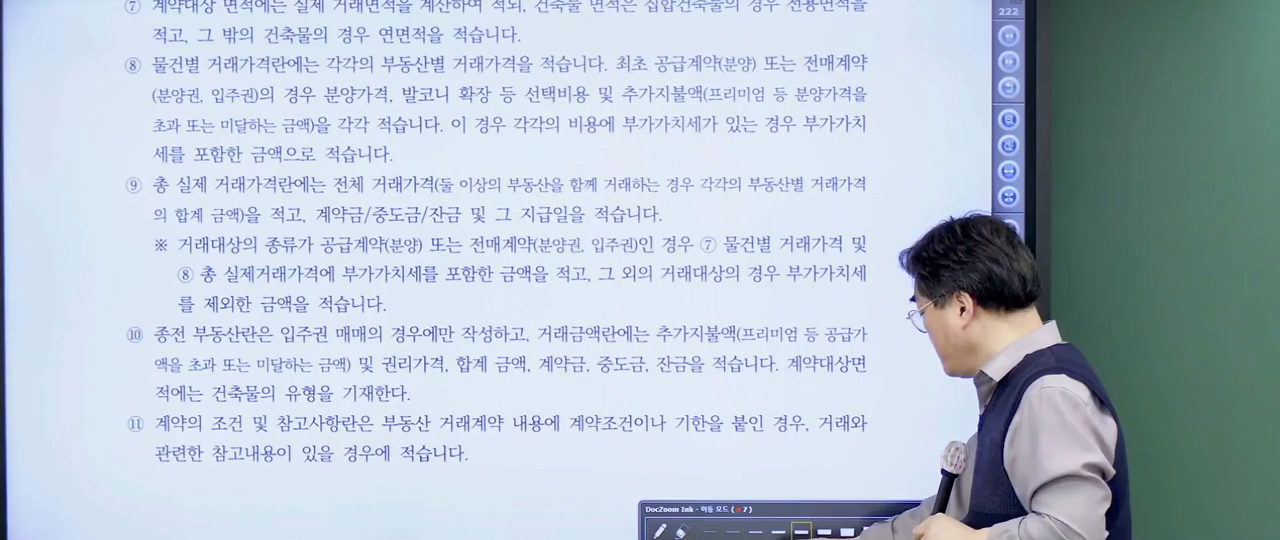 ⑦ 계약대상 면적에는 실제 거래면적을 계산하여 적되, 건축물 면적은 집합건축물의 경우 전용면적을
적고, 그 밖의 건축물의 경우 연면적을 적습니다.
⑧ 물건별 거래가격란에는 각각의 부동산별 거래가격을 적습니다. 최초 공급계약(분양) 또는 전매계약
(분양권, 입주권)의 경우 분양가격, 발코니 확장 등 선택비용 및 추가지불액(프리미엄 등 분양가격을
초과 또는 미달하는 금액)을 각각 적습니다. 이 경우 각각의 비용에 부가가치세가 있는 경우 부가가치
세를 포함한 금액으로 적습니다.
⑨ 총 실제 거래가격란에는 전체 거래가격(둘 이상의 부동산을 함께 거래하는 경우 각각의 부동산별 거래가격
의 합계 금액)을 적고, 계약금/중도금/잔금 및 그 지급일을 적습니다.
※ 거래대상의 종류가 공급계약(분양) 또는 전매계약(분양권, 입주권)인 경우 ⑦ 물건별 거래가격 및
⑧ 총 실제거래가격에 부가가치세를 포함한 금액을 적고, 그 외의 거래대상의 경우 부가가치세
를 제외한 금액을 적습니다.
⑩ 종전 부동산란은 입주권 매매의 경우에만 작성하고, 거래금액란에는 추가지불액(프리미엄 등 공급가
액을 초과 또는 미달하는 금액) 및 권리가격, 합계 금액, 계약금, 중도금, 잔금을 적습니다. 계약대상면
적에는 건축물의 유형을 기재한다.
⑪ 계약의 조건 및 참고사항란은 부동산 거래계약 내용에 계약조건이나 기한을 붙인 경우, 거래와
관련한 참고내용이 있을 경우에 적습니다.
222
DocZoom Ink - 이동 모드 (★7)